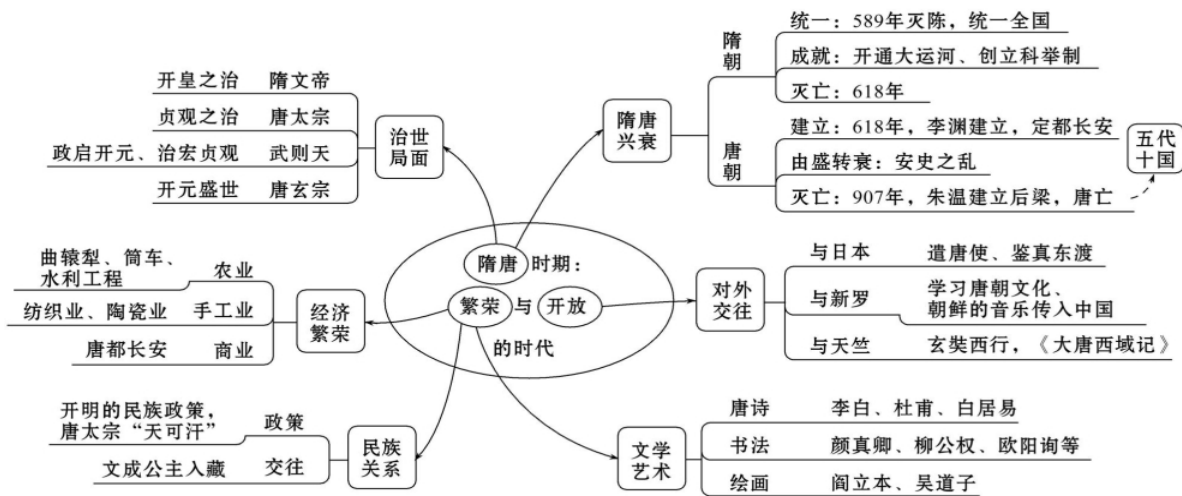 隋唐时期：
繁荣与开放
的时代
治世
局面
开皇之治 隋文帝
贞观之治 唐太宗
政启开元、治宏贞观 武则天
开元盛世 唐玄宗
隋唐
兴衰
隋朝
统一：589年灭陈，统一全国
成就：开通大运河、创立科举制
灭亡：618年
唐朝
建立：618年，李渊建立，定都长安
由盛转衰：安史之乱
灭亡：907年，朱温建立后梁，唐亡
五代
十国
经济
繁荣
曲辕犁、筒车、
水利工程
农业
纺织业、陶瓷业 手工业
唐都长安 商业
对外
交往
与日本 遣唐使、鉴真东渡
与新罗
学习唐朝文化、
朝鲜的音乐传入中国
与天竺 玄奘西行，《大唐西域记》
民族
关系
开明的民族政策，
唐太宗“天可汗”
政策
文成公主入藏 交往
文学
艺术
唐诗 李白、杜甫、白居易
书法 颜真卿、柳公权、欧阳询等
绘画 阎立本、吴道子